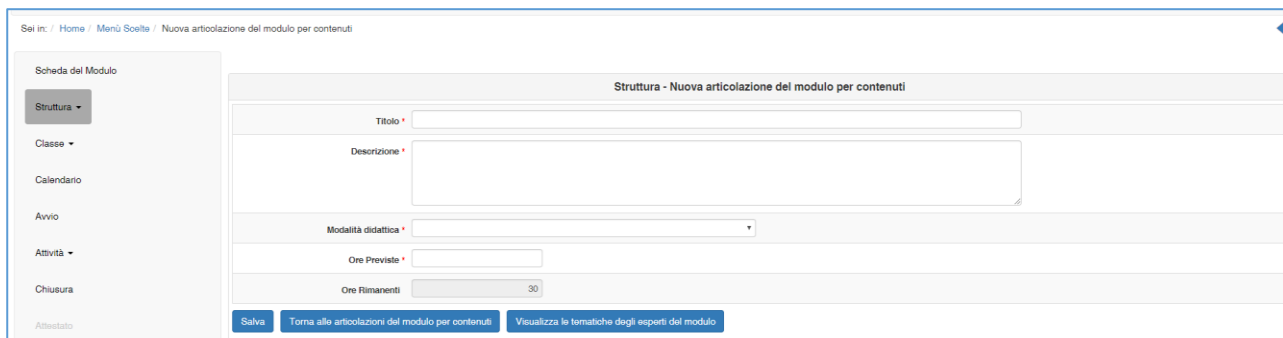 Sei in: / Home / Menù Scelte / Nuova articolazione del modulo per contenuti
Scheda del Modulo
Struttura
Classe
Calendario
Avvio
Attività
Chiusura
Attestato
Struttura - Nuova articolazione del modulo per contenuti
Titolo *
Descrizione *
Modalità didattica *
Ore Previste *
Ore Rimanenti 30
Salva Torna alle articolazioni del modulo per contenuti Visualizza le tematiche degli esperti del modulo